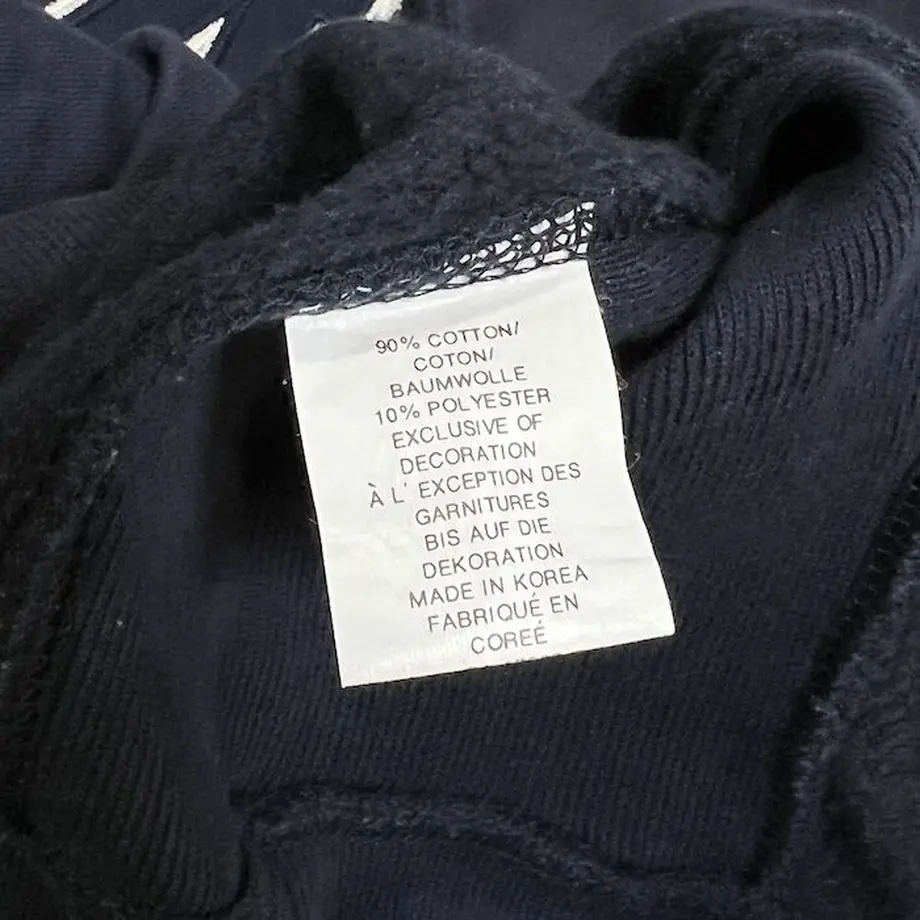 90% COTTON/
COTON/
BAUMWOLLE
10% POLYESTER
EXCLUSIVE OF
DECORATION
À L' EXCEPTION DES
GARNITURES
BIS AUF DIE
DEKORATION
MADE IN KOREA
FABRIQUÉ EN
COREÉ